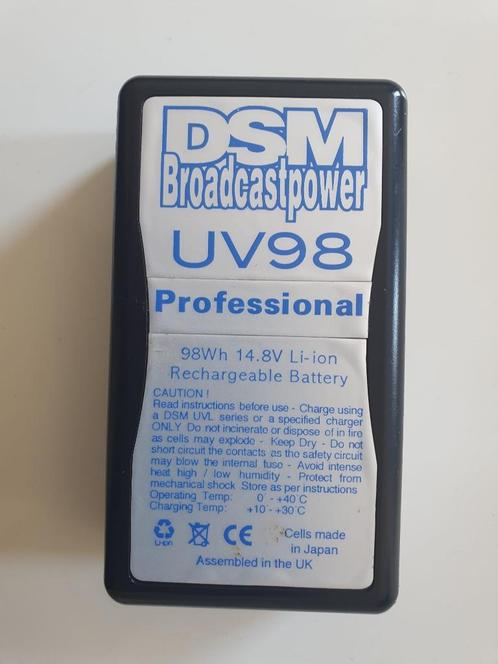 DSM
Broadcastpower
UV98
Professional
98Wh 14.8V Li-ion
Rechargeable Battery
CAUTION !
Read instructions before use - Charge using
a DSM UVL series or a specified charger
ONLY Do not incinerate or dispose of in fire
as cells may explode - Keep Dry - Do not
short circuit the contacts as tho safety circuit
may blow the internal fuso - Avoid intense
heat high / low humidity - Protect from
mechanical shock Store as per instructions
Operating Temp: 0 - +40°C
Charging Temp: +10 - +30°C
Li-ION
CE
Cells made
in Japan
Assembled in the UK